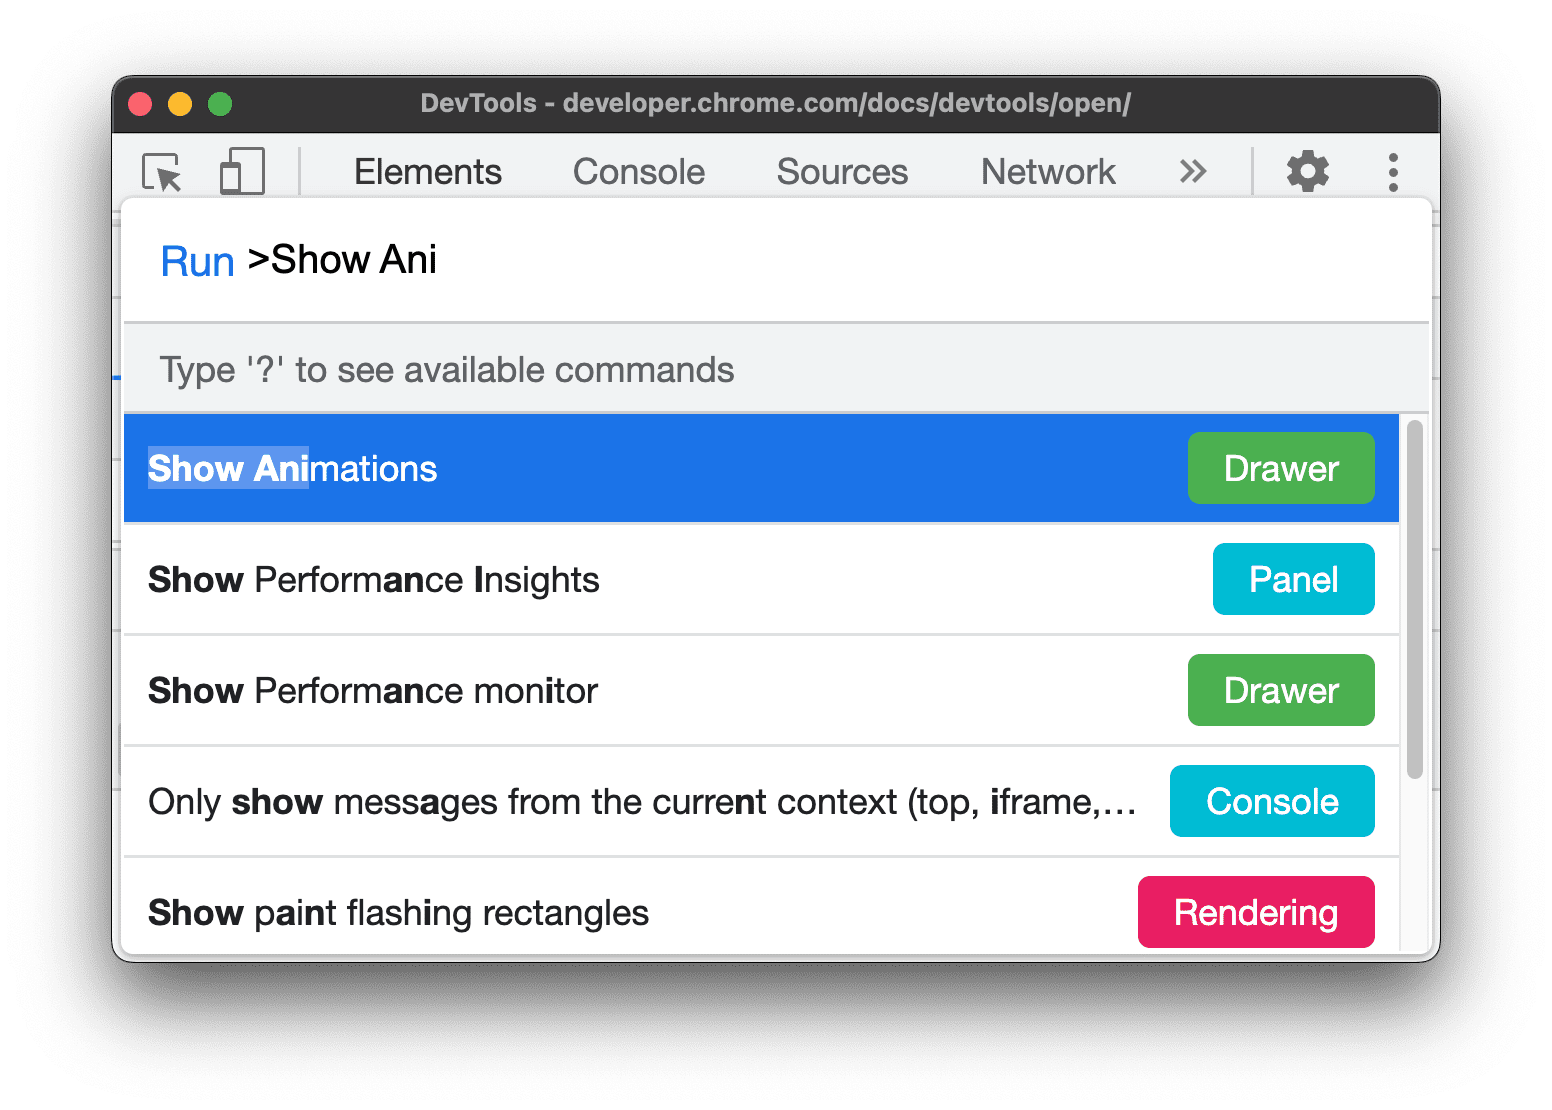 DevTools - developer.chrome.com/docs/devtools/open/
Elements Console Sources Network
Run >Show Ani
Type '?' to see available commands
Show Animations Drawer
Show Performance Insights Panel
Show Performance monitor Drawer
Only show messages from the current context (top, iframe,… Console
Show paint flashing rectangles Rendering